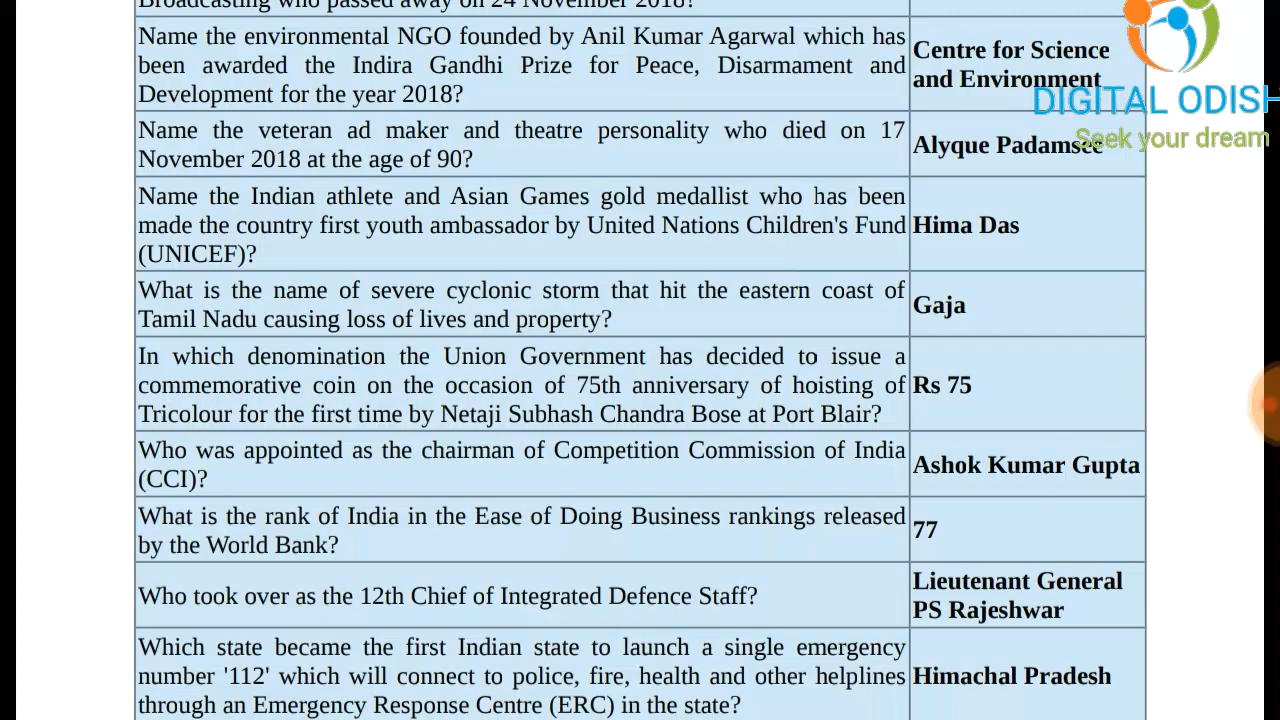 Broadcasting who passed away on 24 November 2018?
Name the environmental NGO founded by Anil Kumar Agarwal which has
been awarded the Indira Gandhi Prize for Peace, Disarmament and
Development for the year 2018?
Centre for Science
and Environment
DIGITAL ODISH
Seek your dream
Name the veteran ad maker and theatre personality who died on 17
November 2018 at the age of 90?
Alyque Padamsee
Name the Indian athlete and Asian Games gold medallist who has been
made the country first youth ambassador by United Nations Children's Fund
(UNICEF)?
Hima Das
What is the name of severe cyclonic storm that hit the eastern coast of
Tamil Nadu causing loss of lives and property?
Gaja
In which denomination the Union Government has decided to issue a
commemorative coin on the occasion of 75th anniversary of hoisting of
Tricolour for the first time by Netaji Subhash Chandra Bose at Port Blair?
Rs 75
Who was appointed as the chairman of Competition Commission of India
(CCI)?
Ashok Kumar Gupta
What is the rank of India in the Ease of Doing Business rankings released
by the World Bank?
77
Who took over as the 12th Chief of Integrated Defence Staff?
Lieutenant General
PS Rajeshwar
Which state became the first Indian state to launch a single emergency
number '112' which will connect to police, fire, health and other helplines
through an Emergency Response Centre (ERC) in the state?
Himachal Pradesh